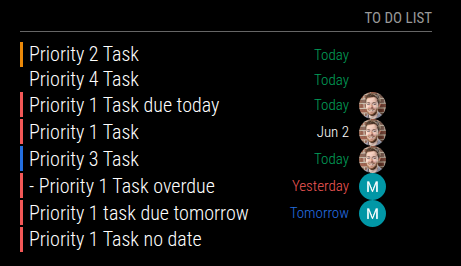 TO DO LIST
Priority 2 Task Today
Priority 4 Task Today
Priority 1 Task due today Today
Priority 1 Task Jun 2
Priority 3 Task Today
- Priority 1 Task overdue Yesterday M
Priority 1 task due tomorrow Tomorrow M
Priority 1 Task no date